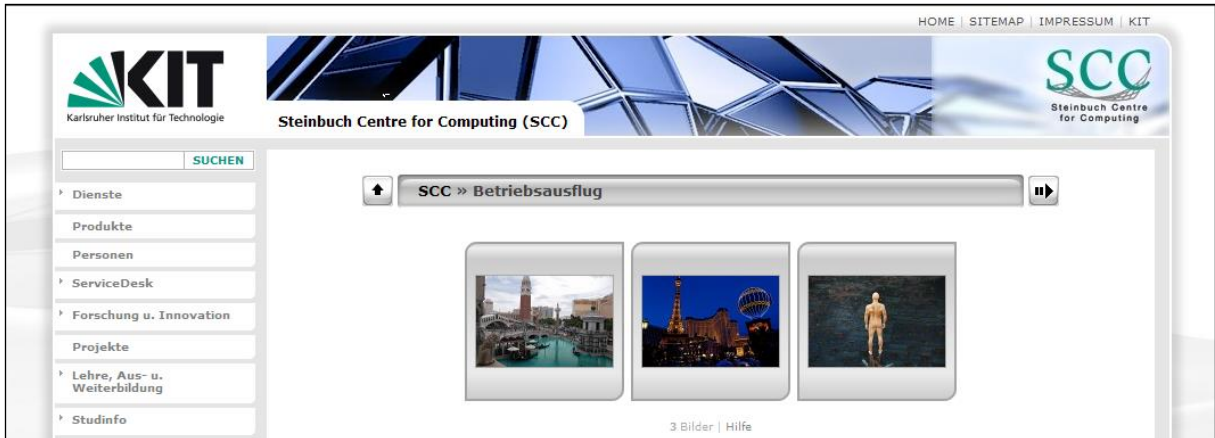 HOME | SITEMAP | IMPRESSUM | KIT
KIT
Karlsruher Institut für Technologie
Steinbuch Centre for Computing (SCC)
SCC
Steinbuch Centre
for Computing
SUCHEN
Dienste
Produkte
Personen
ServiceDesk
Forschung u. Innovation
Projekte
Lehre, Aus- u.
Weiterbildung
Studinfo
SCC » Betriebsausflug
3 Bilder | Hilfe